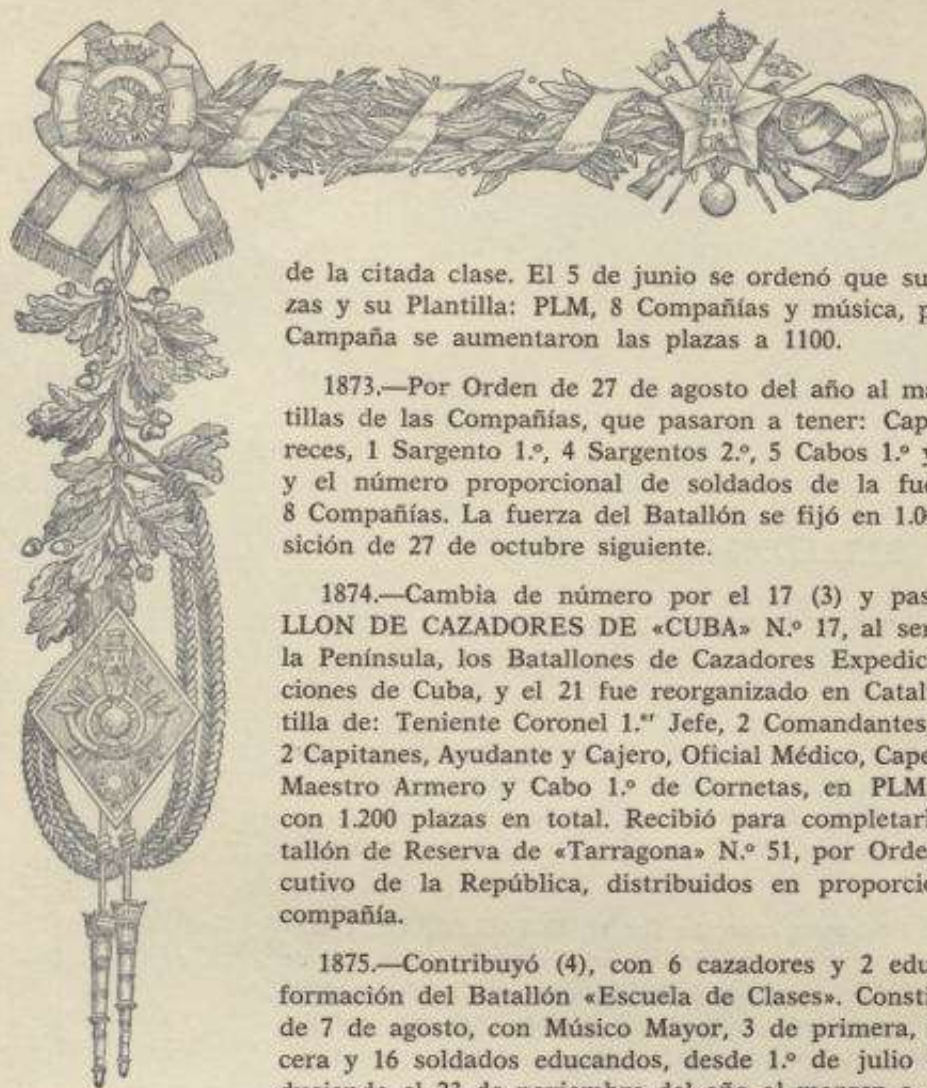 de la citada clase. El 5 de junio se ordenó que su
zas y su Plantilla: PLM, 8 Compañías y música, p
Campaña se aumentaron las plazas a 1100.
1873.—Por Orden de 27 de agosto del año al ma
tillas de las Compañías, que pasaron a tener: Cap
reces, 1 Sargento 1.º, 4 Sargentos 2.º, 5 Cabos 1.º y
y el número proporcional de soldados de la fue
8 Compañías. La fuerza del Batallón se fijó en 1.0
sición de 27 de octubre siguiente.
1874.—Cambia de número por el 17 (3) y pas
LLON DE CAZADORES DE «CUBA» N.º 17, al ser
la Península, los Batallones de Cazadores Expedic
ciones de Cuba, y el 21 fue reorganizado en Catal
tilla de: Teniente Coronel 1.er Jefe, 2 Comandantes
2 Capitanes, Ayudante y Cajero, Oficial Médico, Cape
Maestro Armero y Cabo 1.º de Cornetas, en PLM
con 1.200 plazas en total. Recibió para completarl
tallón de Reserva de «Tarragona» N.º 51, por Orde
cutivo de la República, distribuidos en proporcio
compañía.
1875.—Contribuyó (4), con 6 cazadores y 2 edu
formación del Batallón «Escuela de Clases». Consti
de 7 de agosto, con Músico Mayor, 3 de primera,
cera y 16 soldados educandos, desde 1.º de julio